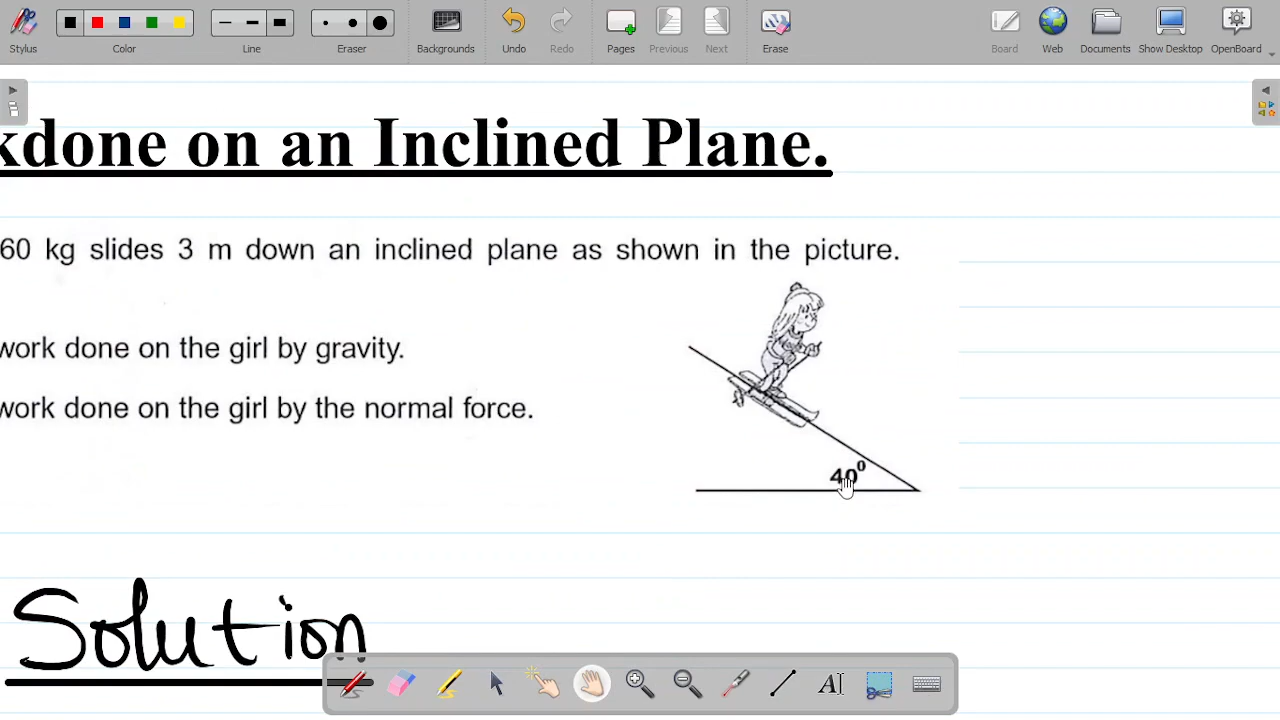 Stylus Color Line Eraser Backgrounds Undo Redo Pages Previous Next Erase Board Web Documents Show Desktop OpenBoard
kdone on an Inclined Plane.
60 kg slides 3 m down an inclined plane as shown in the picture.
work done on the girl by gravity.
work done on the girl by the normal force.
40⁰
Solution
AI